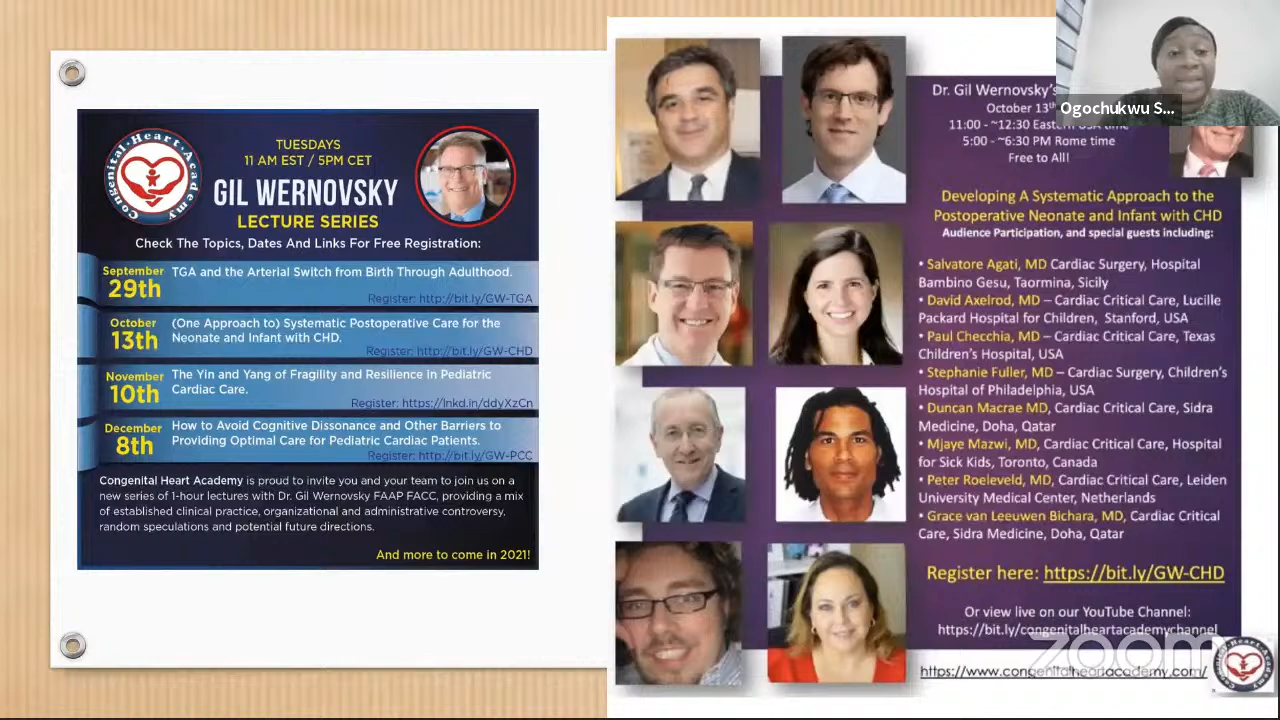 Congenital Heart Academy
TUESDAYS
11 AM EST / 5PM CET
GIL WERNOVSKY
LECTURE SERIES
Check The Topics, Dates And Links For Free Registration:
September
29th
TGA and the Arterial Switch from Birth Through Adulthood.
Register: http://bit.ly/GW-TGA
October
13th
(One Approach to) Systematic Postoperative Care for the
Neonate and Infant with CHD.
Register: http://bit.ly/GW-CHD
November
10th
The Yin and Yang of Fragility and Resilience in Pediatric
Cardiac Care.
Register: https://lnkd.in/ddyXzCn
December
8th
How to Avoid Cognitive Dissonance and Other Barriers to
Providing Optimal Care for Pediatric Cardiac Patients.
Register: http://bit.ly/GW-PCC
Congenital Heart Academy is proud to invite you and your team to join us on a
new series of 1-hour lectures with Dr. Gil Wernovsky FAAP FACC, providing a mix
of established clinical practice, organizational and administrative controversy,
random speculations and potential future directions.
And more to come in 2021!
Dr. Gil Wernovsky's
October 13th
11:00 - ~12:30 Eastern USA time
5:00 - ~6:30 PM Rome time
Free to All!
Ogochukwu S...
Developing A Systematic Approach to the
Postoperative Neonate and Infant with CHD
Audience Participation, and special guests including:
• Salvatore Agati, MD Cardiac Surgery, Hospital
Bambino Gesu, Taormina, Sicily
• David Axelrod, MD – Cardiac Critical Care, Lucille
Packard Hospital for Children, Stanford, USA
• Paul Checchia, MD – Cardiac Critical Care, Texas
Children's Hospital, USA
• Stephanie Fuller, MD – Cardiac Surgery, Children's
Hospital of Philadelphia, USA
• Duncan Macrae MD, Cardiac Critical Care, Sidra
Medicine, Doha, Qatar
• Mjaye Mazwi, MD, Cardiac Critical Care, Hospital
for Sick Kids, Toronto, Canada
• Peter Roeleveld, MD, Cardiac Critical Care, Leiden
University Medical Center, Netherlands
• Grace van Leeuwen Bichara, MD, Cardiac Critical
Care, Sidra Medicine, Doha, Qatar
Register here: https://bit.ly/GW-CHD
Or view live on our YouTube Channel:
https://bit.ly/congenitalheartacademychannel
zoom
https://www.congenitalheartacademy.com/